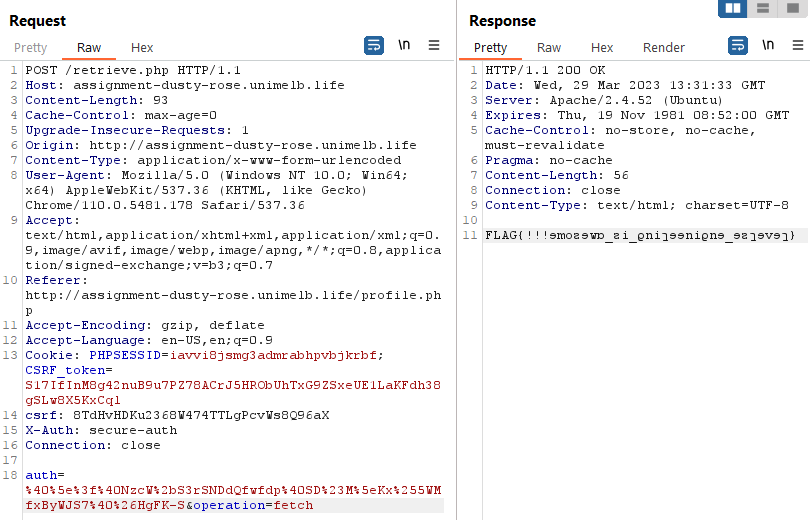 Request
Pretty Raw Hex
\n
1 POST /retrieve.php HTTP/1.1
2 Host: assignment-dusty-rose.unimelb.life
3 Content-Length: 93
4 Cache-Control: max-age=0
5 Upgrade-Insecure-Requests: 1
6 Origin: http://assignment-dusty-rose.unimelb.life
7 Content-Type: application/x-www-form-urlencoded
8 User-Agent: Mozilla/5.0 (Windows NT 10.0; Win64;
x64) AppleWebKit/537.36 (KHTML, like Gecko)
Chrome/110.0.5481.178 Safari/537.36
9 Accept:
text/html,application/xhtml+xml,application/xml;q=0.
9,image/avif,image/webp,image/apng,*/*;q=0.8,applica
tion/signed-exchange;v=b3;q=0.7
10 Referer:
http://assignment-dusty-rose.unimelb.life/profile.ph
p
11 Accept-Encoding: gzip, deflate
12 Accept-Language: en-US,en;q=0.9
13 Cookie: PHPSESSID=iavvi8jsmg3admrabhpvbjkrbf;
CSRF_token=
S17IfInM8g42nuB9u7PZ78ACrJ5HRObUhTxG9ZSxeUE1LaKFdh38
gSLw8X5KxCql
14 csrf: 8TdHvHDKu2368W474TTLgPcvWs8Q96aX
15 X-Auth: secure-auth
16 Connection: close
17
18 auth=
%40%5e%3f%40NzcW%2bS3rSNDdQfwfdp%40SD%23M%5eKx%255WM
fxByWJS7%40%26HgFK-S&operation=fetch
Response
Pretty Raw Hex Render
\n
1 HTTP/1.1 200 OK
2 Date: Wed, 29 Mar 2023 13:31:33 GMT
3 Server: Apache/2.4.52 (Ubuntu)
4 Expires: Thu, 19 Nov 1981 08:52:00 GMT
5 Cache-Control: no-store, no-cache,
must-revalidate
6 Pragma: no-cache
7 Content-Length: 56
8 Connection: close
9 Content-Type: text/html; charset=UTF-8
10
11 FLAG{!!!ɘmoƨɘwɒ_ƨi_ϱniɿɘɘniϱnɘ_ɘƨɿɘvɘɿ}